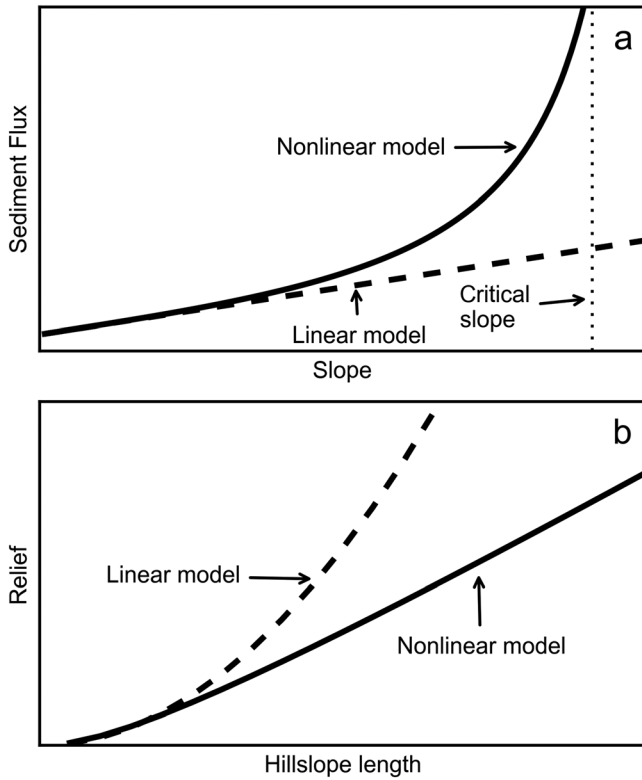 a
Sediment Flux
Nonlinear model
Critical
slope
Linear model
Slope
b
Relief
Linear model
Nonlinear model
Hillslope length